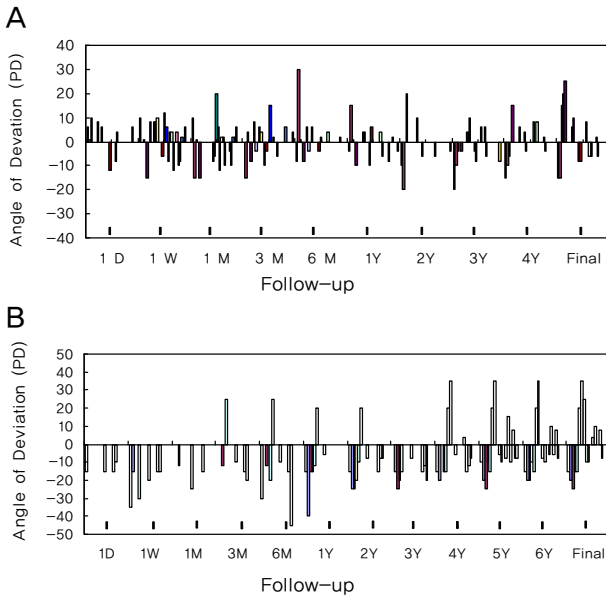 A
Angle of Devation (PD)
40
30
20
10
0
−10
−20
−30
−40
1 D 1 W 1 M 3 M 6 M 1Y 2Y 3Y 4Y Final
Follow−up
B
Angle of Deviation (PD)
50
40
30
20
10
0
−10
−20
−30
−40
−50
1D 1W 1M 3M 6M 1Y 2Y 3Y 4Y 5Y 6Y Final
Follow−up